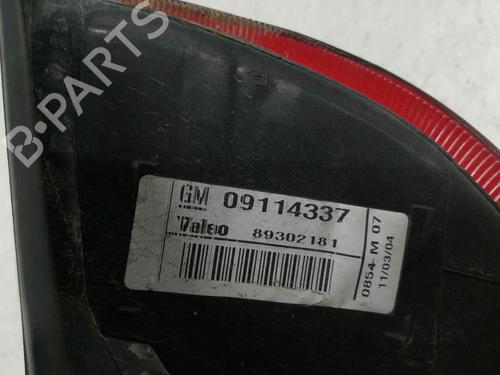 B-PARTS
GM 09114337
Valeo 89302181
0854 M 07
11/03/04